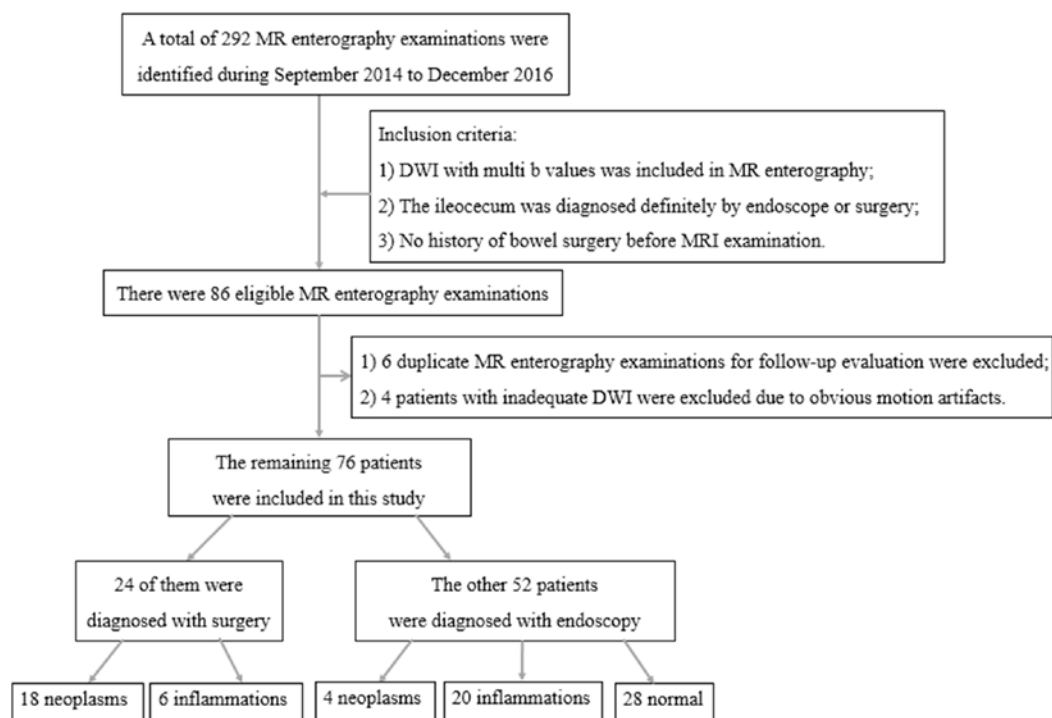 A total of 292 MR enterography examinations were
identified during September 2014 to December 2016
Inclusion criteria:
1) DWI with multi b values was included in MR enterography;
2) The ileocecum was diagnosed definitely by endoscope or surgery;
3) No history of bowel surgery before MRI examination.
There were 86 eligible MR enterography examinations
1) 6 duplicate MR enterography examinations for follow-up evaluation were excluded;
2) 4 patients with inadequate DWI were excluded due to obvious motion artifacts.
The remaining 76 patients
were included in this study
24 of them were
diagnosed with surgery
The other 52 patients
were diagnosed with endoscopy
18 neoplasms
6 inflammations
4 neoplasms
20 inflammations
28 normal